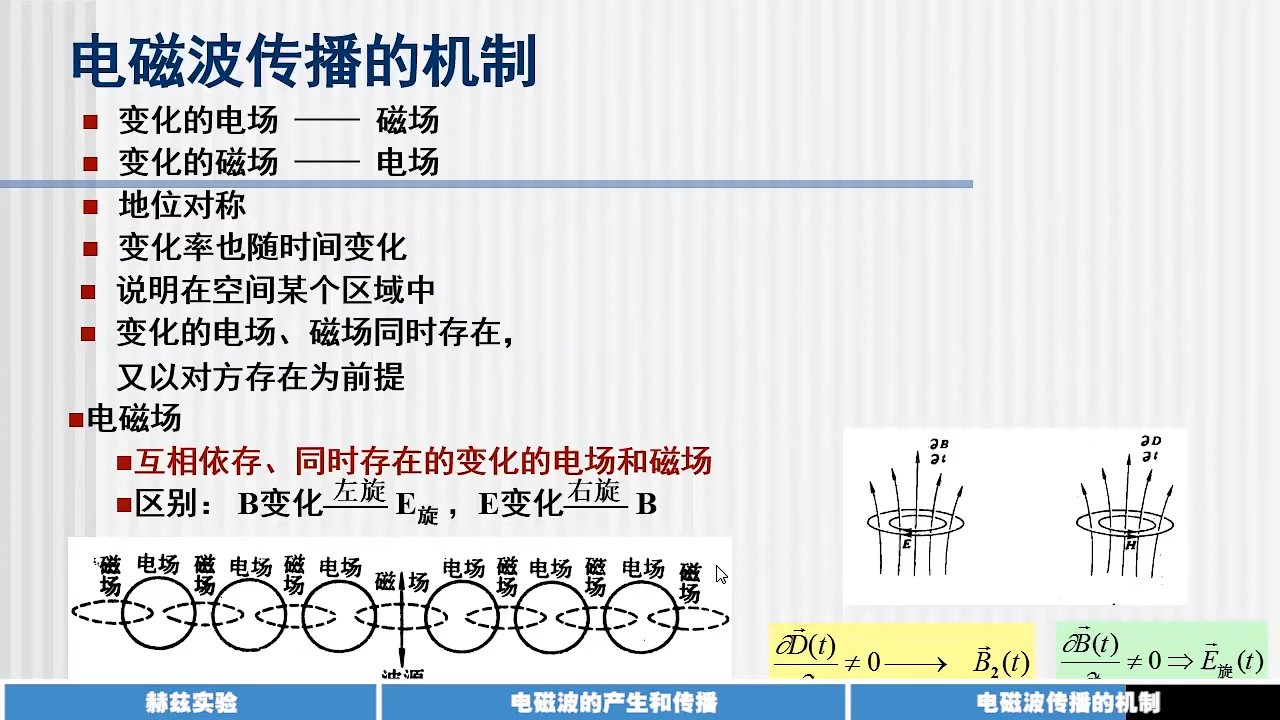 电磁波传播的机制
变化的电场 —— 磁场
变化的磁场 —— 电场
地位对称
变化率也随时间变化
说明在空间某个区域中
变化的电场、磁场同时存在,
又以对方存在为前提
电磁场
互相依存、同时存在的变化的电场和磁场
区别： B变化 左旋 E旋 ， E变化 右旋 B
磁场 电场 磁场 电场 磁场 电场 磁场 电场 磁场 电场 磁场 电场 磁场
波源
∂B ∂D
∂t ∂t
E H
∂D(t) ≠ 0 → B₂(t)
∂B(t) ≠ 0 ⇒ E旋(t)
赫兹实验 电磁波的产生和传播 电磁波传播的机制